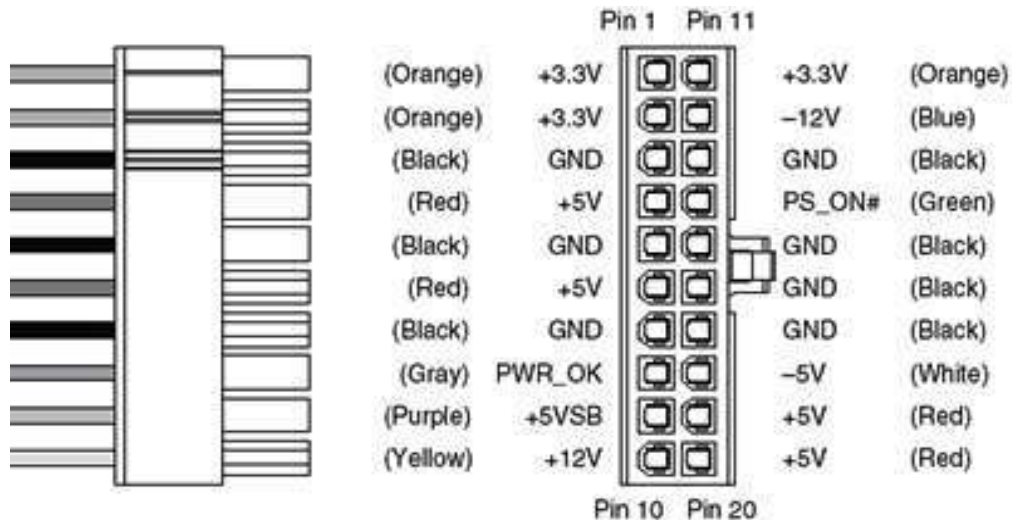 Pin 1 Pin 11
(Orange) +3.3V +3.3V (Orange)
(Orange) +3.3V –12V (Blue)
(Black) GND GND (Black)
(Red) +5V PS_ON# (Green)
(Black) GND GND (Black)
(Red) +5V GND (Black)
(Black) GND GND (Black)
(Gray) PWR_OK –5V (White)
(Purple) +5VSB +5V (Red)
(Yellow) +12V +5V (Red)
Pin 10 Pin 20